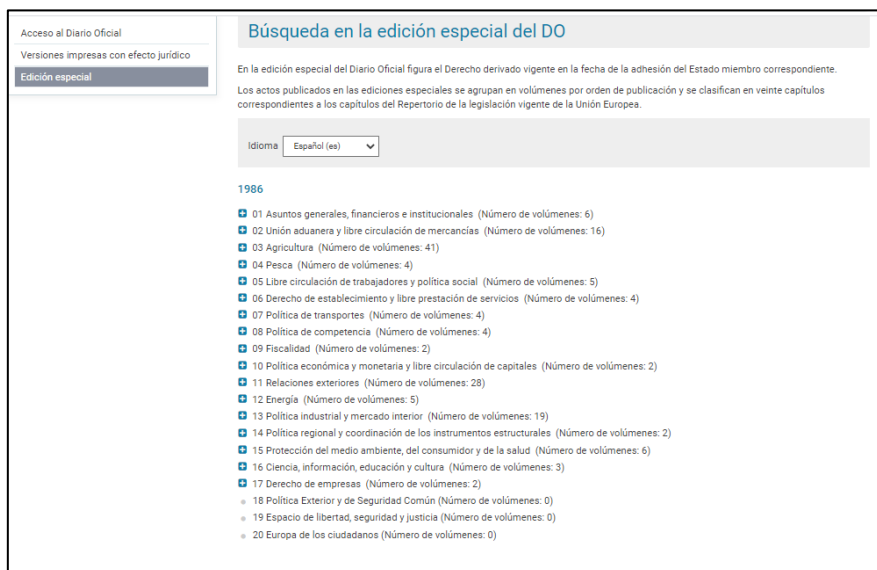 Acceso al Diario Oficial
Versiones impresas con efecto jurídico
Edición especial
Búsqueda en la edición especial del DO
En la edición especial del Diario Oficial figura el Derecho derivado vigente en la fecha de la adhesión del Estado miembro correspondiente.
Los actos publicados en las ediciones especiales se agrupan en volúmenes por orden de publicación y se clasifican en veinte capítulos
correspondientes a los capítulos del Repertorio de la legislación vigente de la Unión Europea.
Idioma Español (es)
1986
01 Asuntos generales, financieros e institucionales (Número de volúmenes: 6)
02 Unión aduanera y libre circulación de mercancías (Número de volúmenes: 16)
03 Agricultura (Número de volúmenes: 41)
04 Pesca (Número de volúmenes: 4)
05 Libre circulación de trabajadores y política social (Número de volúmenes: 5)
06 Derecho de establecimiento y libre prestación de servicios (Número de volúmenes: 4)
07 Política de transportes (Número de volúmenes: 4)
08 Política de competencia (Número de volúmenes: 4)
09 Fiscalidad (Número de volúmenes: 2)
10 Política económica y monetaria y libre circulación de capitales (Número de volúmenes: 2)
11 Relaciones exteriores (Número de volúmenes: 28)
12 Energía (Número de volúmenes: 5)
13 Política industrial y mercado interior (Número de volúmenes: 19)
14 Política regional y coordinación de los instrumentos estructurales (Número de volúmenes: 2)
15 Protección del medio ambiente, del consumidor y de la salud (Número de volúmenes: 6)
16 Ciencia, información, educación y cultura (Número de volúmenes: 3)
17 Derecho de empresas (Número de volúmenes: 2)
18 Política Exterior y de Seguridad Común (Número de volúmenes: 0)
19 Espacio de libertad, seguridad y justicia (Número de volúmenes: 0)
20 Europa de los ciudadanos (Número de volúmenes: 0)